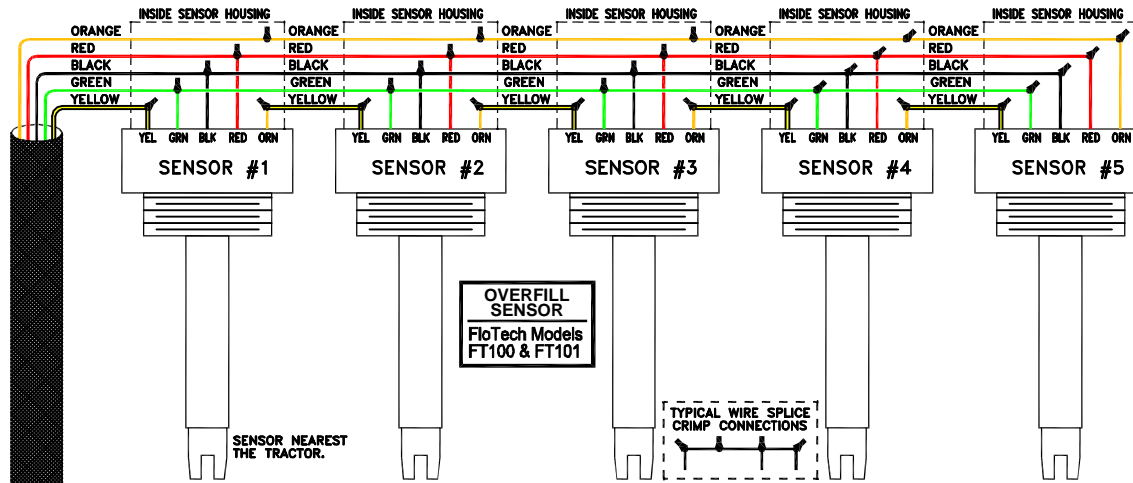 INSIDE SENSOR HOUSING INSIDE SENSOR HOUSING INSIDE SENSOR HOUSING INSIDE SENSOR HOUSING INSIDE SENSOR HOUSING
ORANGE ORANGE ORANGE ORANGE ORANGE
RED RED RED RED RED
BLACK BLACK BLACK BLACK BLACK
GREEN GREEN GREEN GREEN GREEN
YELLOW YELLOW YELLOW YELLOW YELLOW
YEL GRN BLK RED ORN YEL GRN BLK RED ORN YEL GRN BLK RED ORN YEL GRN BLK RED ORN YEL GRN BLK RED ORN
SENSOR #1 SENSOR #2 SENSOR #3 SENSOR #4 SENSOR #5
OVERFILL
SENSOR
FloTech Models
FT100 & FT101
TYPICAL WIRE SPLICE
CRIMP CONNECTIONS
SENSOR NEAREST
THE TRACTOR.